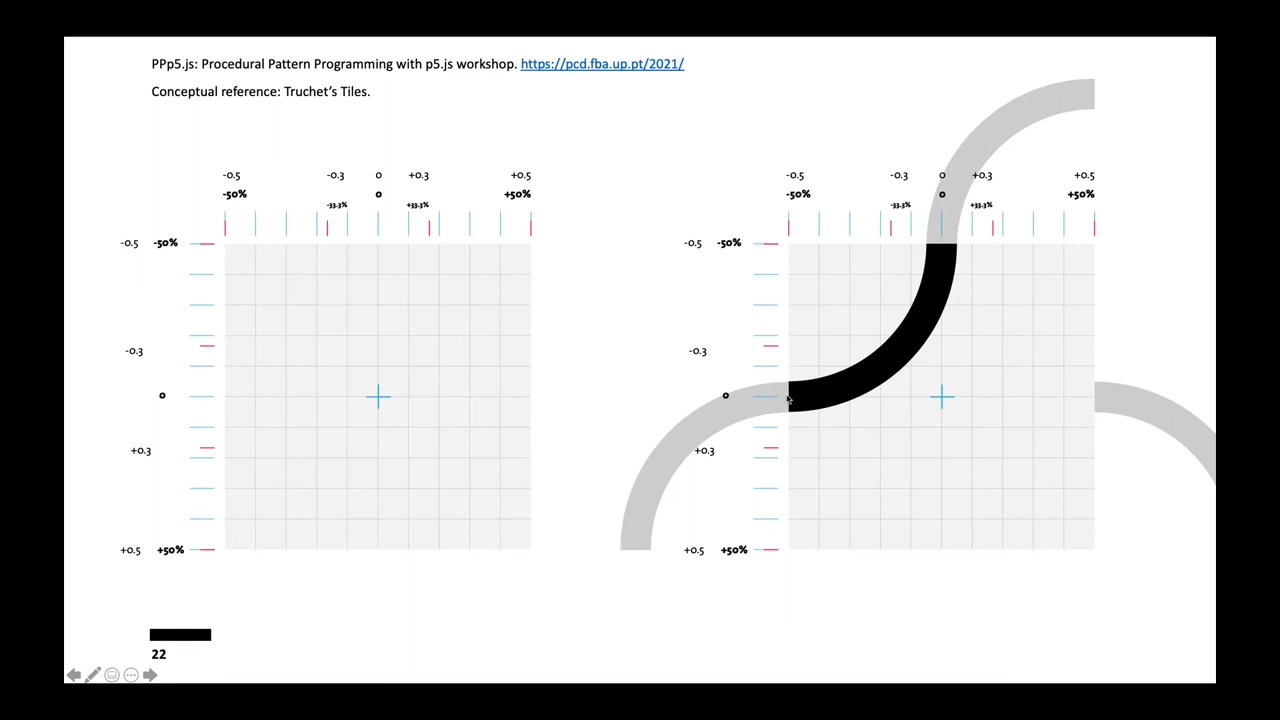 PPp5.js: Procedural Pattern Programming with p5.js workshop. https://pcd.fba.up.pt/2021/
Conceptual reference: Truchet's Tiles.
-0.5 -0.3 0 +0.3 +0.5
-50% 0 +50%
-33.3% +33.3%
-0.5 -50%
-0.3
0
+0.3
+0.5 +50%
-0.5 -0.3 0 +0.3 +0.5
-50% 0 +50%
-33.3% +33.3%
-0.5 -50%
-0.3
0
+0.3
+0.5 +50%
22